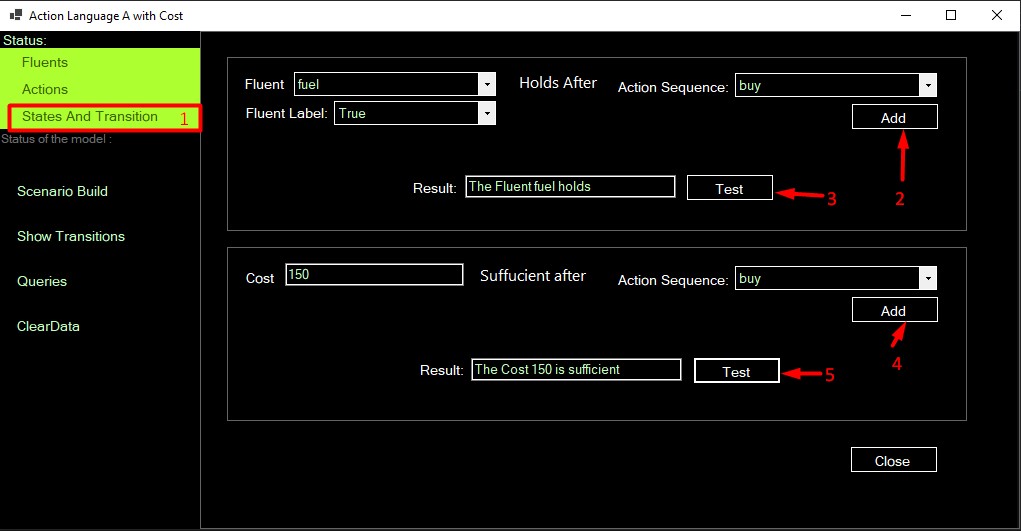 Action Language A with Cost
Status:
Fluents
Actions
States And Transition 1
Status of the model :
Scenario Build
Show Transitions
Queries
ClearData
Fluent fuel Holds After Action Sequence: buy
Fluent Label: True Add
2
Result: The Fluent fuel holds Test 3
Cost 150 Suffucient after Action Sequence: buy
Add
4
Result: The Cost 150 is sufficient Test 5
Close